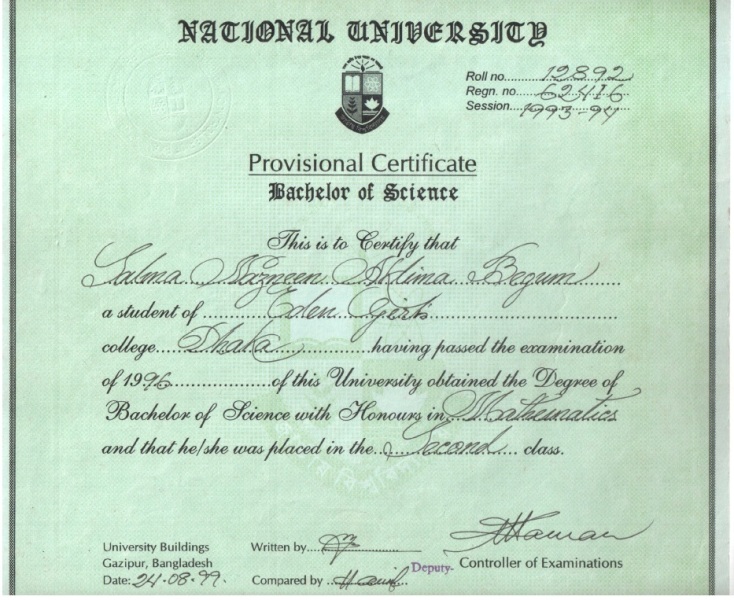 NATIONAL UNIVERSITY
Roll no. 12892
Regn. no. 62416
Session. 1993-94
Provisional Certificate
Bachelor of Science
This is to Certify that
Salma Nazneen Begum
a student of Eden Girls
college Dhaka having passed the examination
of 1996 of this University obtained the Degree of
Bachelor of Science with Honours in Mathematics
and that he/she was placed in the Second class.
University Buildings
Gazipur, Bangladesh
Date: 24-08-99.
Written by
Compared by
Deputy- Controller of Examinations